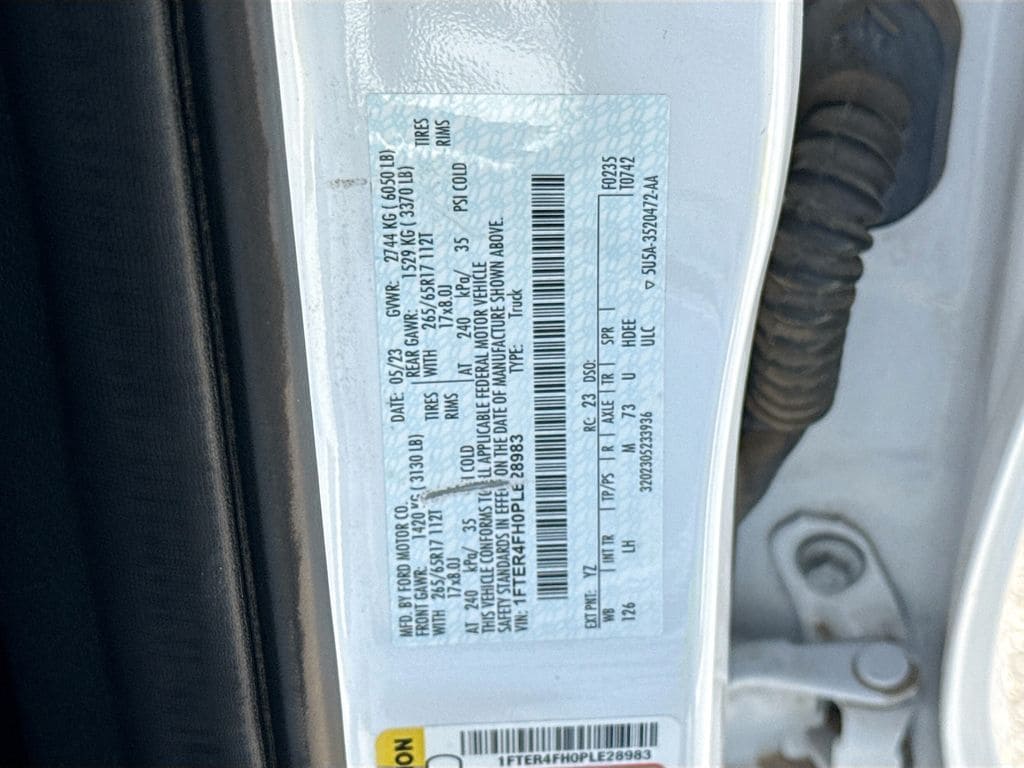 MFD. BY FORD MOTOR CO. DATE: 05/23 GVWR: 2744 KG ( 6050 LB)
FRONT GAWR: 1420 KG ( 3130 LB) REAR GAWR: 1529 KG ( 3370 LB)
WITH 265/65R17 112T TIRES WITH 265/65R17 112T TIRES
17x8.0J RIMS 17x8.0J RIMS
AT 240 kPa/ 35 COLD AT 240 kPa/ 35 PSI COLD
THIS VEHICLE CONFORMS APPLICABLE FEDERAL MOTOR VEHICLE
SAFETY STANDARDS IN EFFECT ON THE DATE OF MANUFACTURE SHOWN ABOVE.
VIN: 1FTER4FH0PLE28983 TYPE: Truck
EXT PNT: YZ RC: 23 DSO: F0235
WB INT TR TP/PS R AXLE TR SPR T0742
126 LH M 73 U HDEE
3202305233936 ULC 5U5A-3520472-AA
1FTER4FH0PLE28983